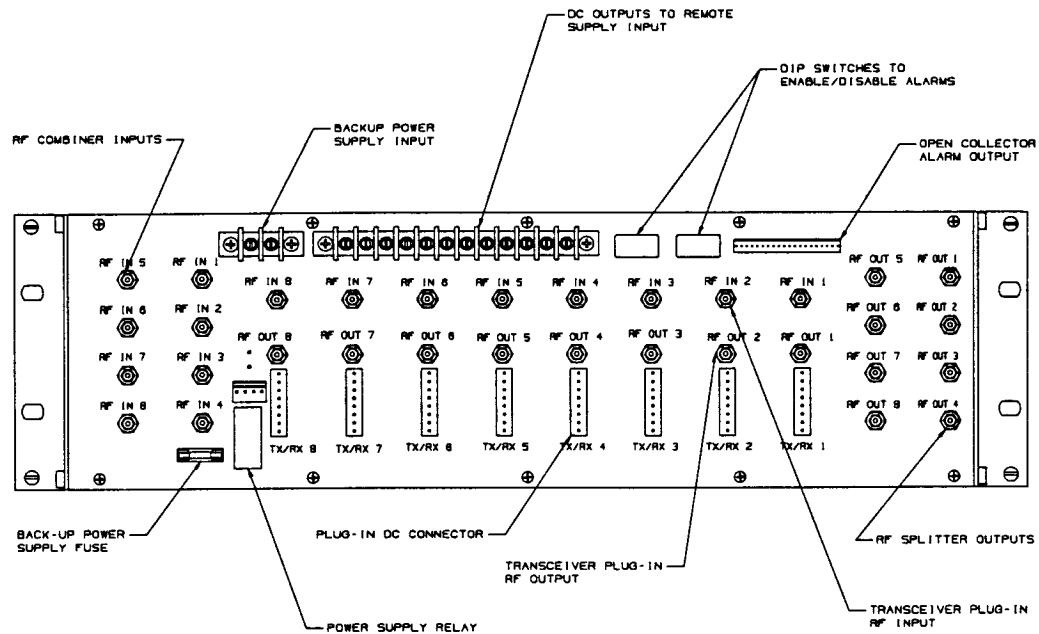 DC OUTPUTS TO REMOTE
SUPPLY INPUT
DIP SWITCHES TO
ENABLE/DISABLE ALARMS
RF COMBINER INPUTS
BACKUP POWER
SUPPLY INPUT
OPEN COLLECTOR
ALARM OUTPUT
RF IN 5
RF IN 1
RF OUT 5
RF OUT 1
RF IN 8
RF IN 7
RF IN 6
RF IN 5
RF IN 4
RF IN 3
RF IN 2
RF IN 1
RF IN 6
RF IN 2
RF OUT 6
RF OUT 2
RF OUT 8
RF OUT 7
RF OUT 6
RF OUT 5
RF OUT 4
RF OUT 3
RF OUT 2
RF OUT 1
RF IN 7
RF IN 3
RF OUT 7
RF OUT 3
RF IN 8
RF IN 4
RF OUT 8
RF OUT 4
TX/RX 8
TX/RX 7
TX/RX 6
TX/RX 5
TX/RX 4
TX/RX 3
TX/RX 2
TX/RX 1
BACK-UP POWER
SUPPLY FUSE
PLUG-IN DC CONNECTOR
RF SPLITTER OUTPUTS
TRANSCEIVER PLUG-IN
RF OUTPUT
TRANSCEIVER PLUG-IN
RF INPUT
POWER SUPPLY RELAY